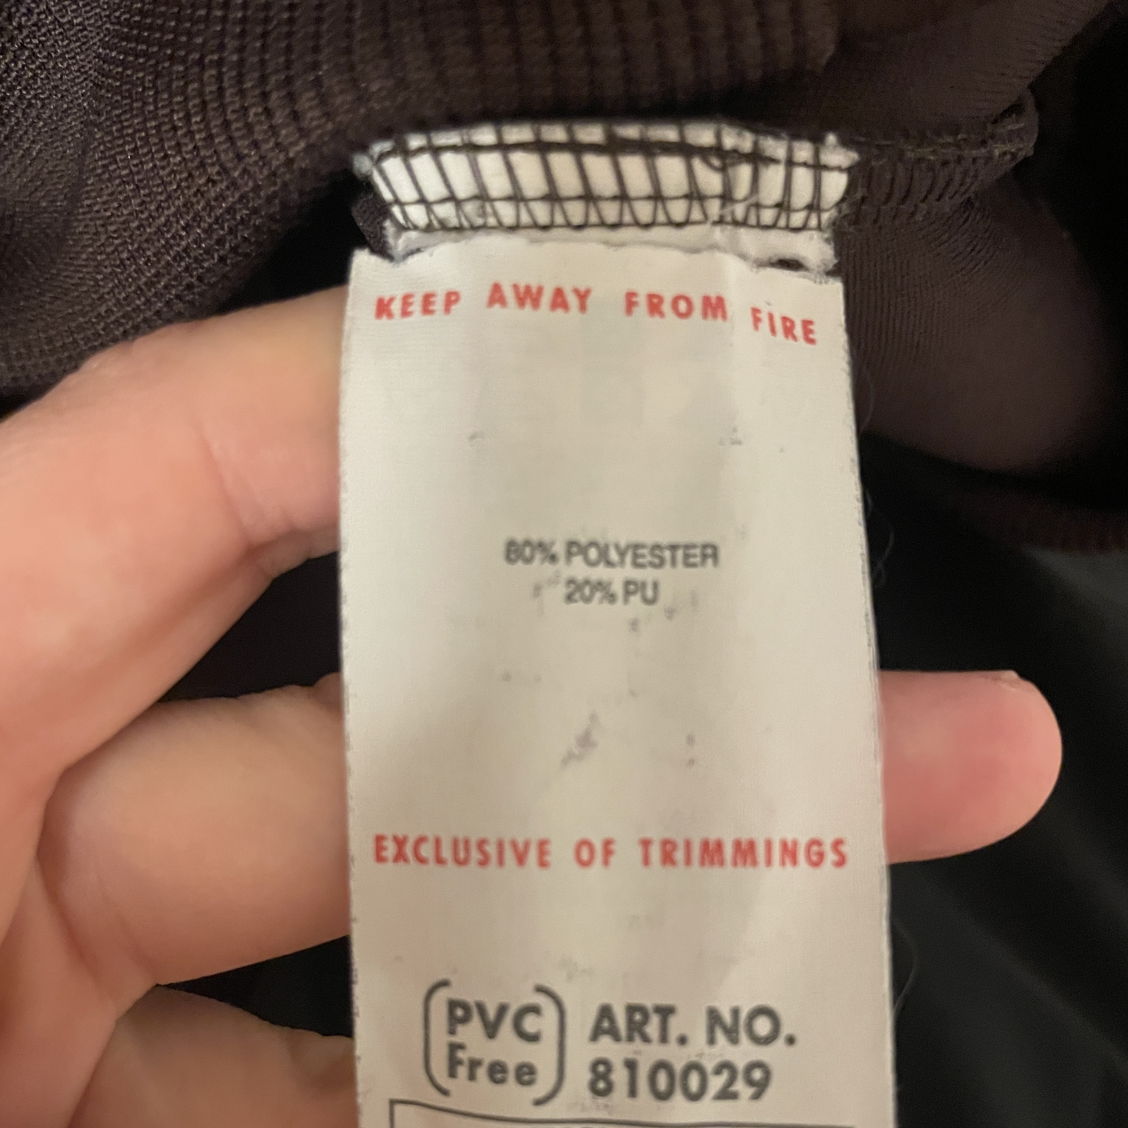 KEEP AWAY FROM FIRE
80% POLYESTER
20% PU
EXCLUSIVE OF TRIMMINGS
(PVC Free) ART. NO.
810029